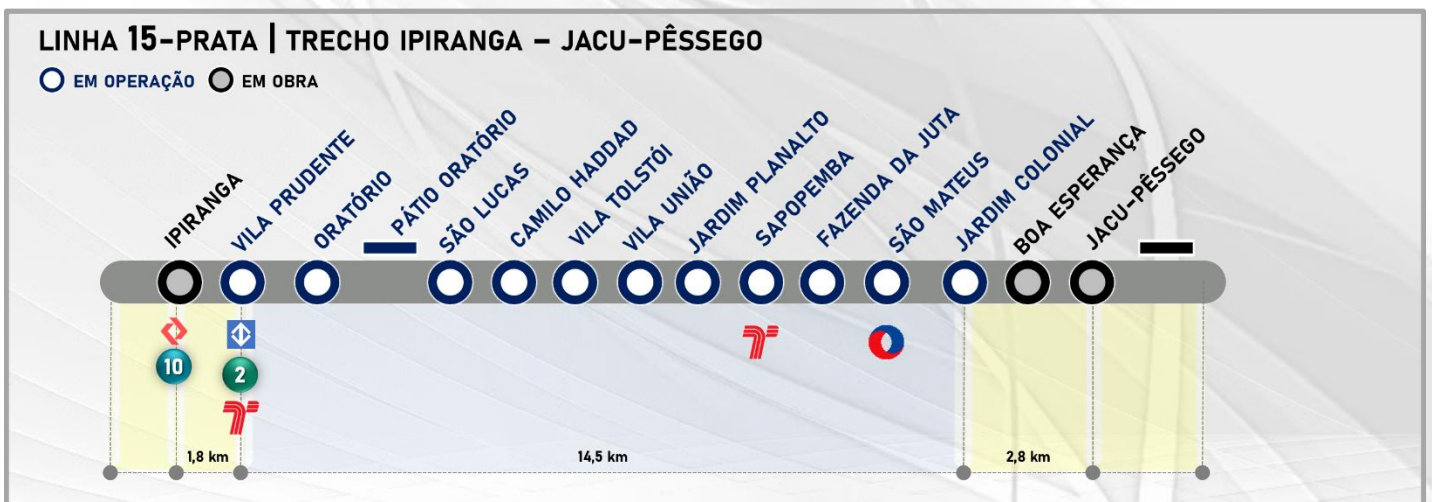 LINHA 15-PRATA | TRECHO IPIRANGA – JACU-PÊSSEGO
EM OPERAÇÃO EM OBRA
IPIRANGA
VILA PRUDENTE
ORATÓRIO
PÁTIO ORATÓRIO
SÃO LUCAS
CAMILO HADDAD
VILA TOLSTÓI
VILA UNIÃO
JARDIM PLANALTO
SAPOPEMBA
FAZENDA DA JUTA
SÃO MATEUS
JARDIM COLONIAL
BOA ESPERANÇA
JACU-PÊSSEGO
10
2
1,8 km 14,5 km 2,8 km